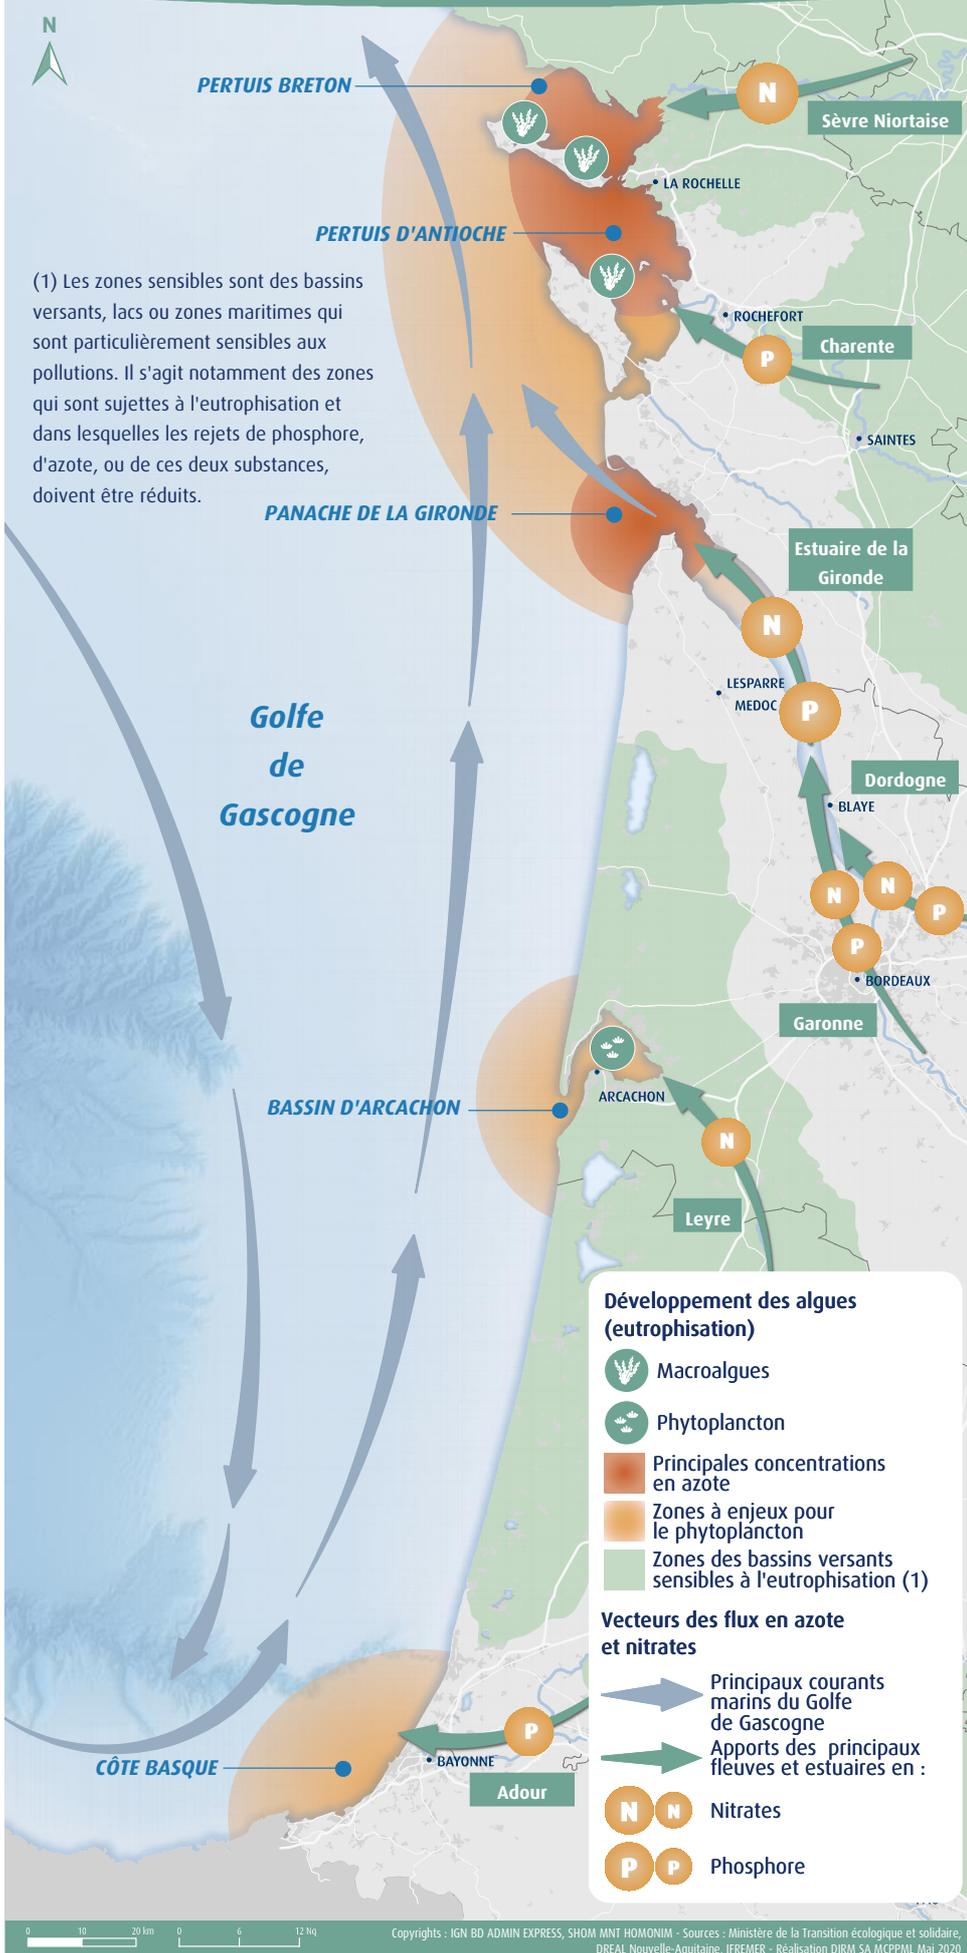 N
PERTUIS BRETON
N
Sèvre Niortaise
LA ROCHELLE
PERTUIS D'ANTIOCHE
(1) Les zones sensibles sont des bassins
versants, lacs ou zones maritimes qui
sont particulièrement sensibles aux
pollutions. Il s'agit notamment des zones
qui sont sujettes à l'eutrophisation et
dans lesquelles les rejets de phosphore,
d'azote, ou de ces deux substances,
doivent être réduits.
ROCHEFORT
Charente
P
SAINTES
PANACHE DE LA GIRONDE
Estuaire de la
Gironde
N
LESPARRE
MEDOC
P
Golfe
de
Gascogne
Dordogne
BLAYE
N
N
P
P
BORDEAUX
Garonne
ARCACHON
BASSIN D'ARCACHON
N
Leyre
Développement des algues
(eutrophisation)
Macroalgues
Phytoplancton
Principales concentrations
en azote
Zones à enjeux pour
le phytoplancton
Zones des bassins versants
sensibles à l'eutrophisation (1)
Vecteurs des flux en azote
et nitrates
Principaux courants
marins du Golfe
de Gascogne
Apports des principaux
fleuves et estuaires en :
N N Nitrates
P P Phosphore
P
BAYONNE
CÔTE BASQUE
Adour
0 10 20 km 0 6 12 Nq
Copyrights : IGN BD ADMIN EXPRESS, SHOM MNT HOMONIM - Sources : Ministère de la Transition écologique et solidaire,
DREAL Nouvelle-Aquitaine, IFREMER - Réalisation DIRM SA MCPPML Mai 2020